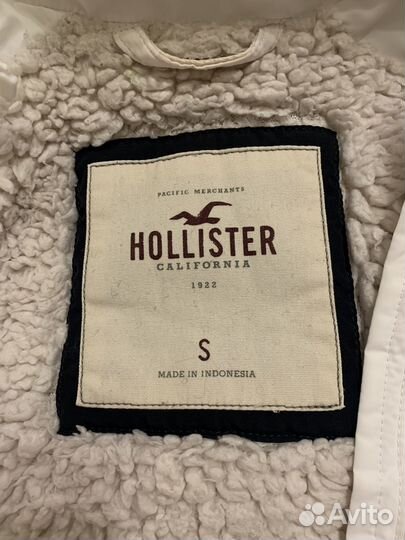 PACIFIC MERCHANTS
HOLLISTER
CALIFORNIA
1922
S
MADE IN INDONESIA
Avito